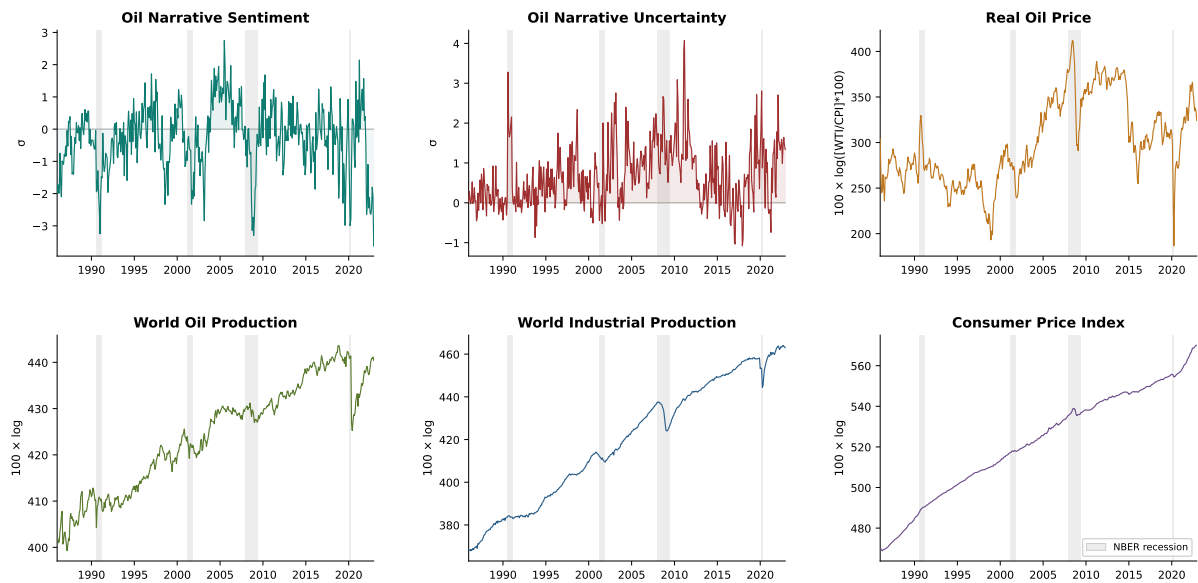 Oil Narrative Sentiment
σ
3
2
1
0
−1
−2
−3
1990 1995 2000 2005 2010 2015 2020
Oil Narrative Uncertainty
σ
4
3
2
1
0
−1
1990 1995 2000 2005 2010 2015 2020
Real Oil Price
100 × log([WTI/CPI]*100)
400
350
300
250
200
1990 1995 2000 2005 2010 2015 2020
World Oil Production
100 × log
440
430
420
410
400
1990 1995 2000 2005 2010 2015 2020
World Industrial Production
100 × log
460
440
420
400
380
1990 1995 2000 2005 2010 2015 2020
Consumer Price Index
100 × log
560
540
520
500
480
1990 1995 2000 2005 2010 2015 2020
NBER recession